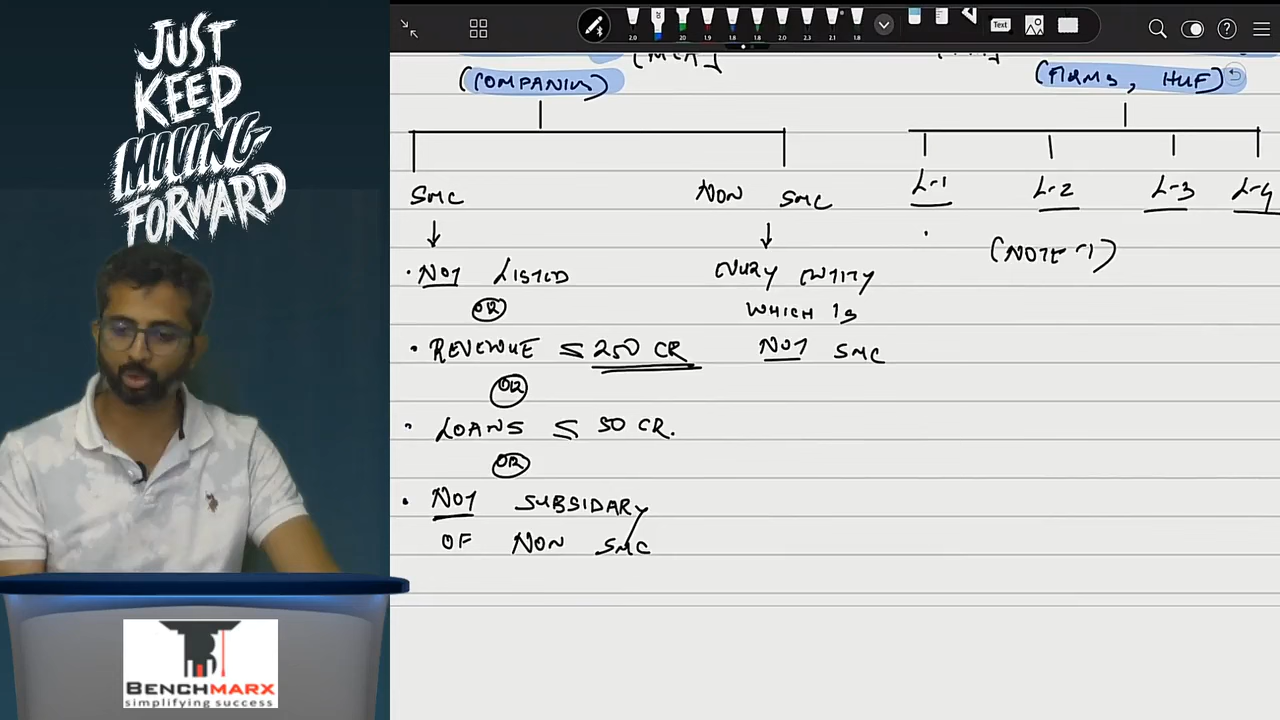 JUST
KEEP
MOVING
FORWARD
Text
(COMPANIES)
[MCA]
(FIRMS, HUF)
SMC
NON SMC
L-1
L-2
L-3
L-4
(NOTE-1)
• NOT LISTED
OR
• REVENUE ≤ 250 CR
OR
• LOANS ≤ 50 CR.
OR
• NOT SUBSIDARY
OF NON SMC
EVERY ENTITY
WHICH IS
NOT SMC
BENCHMARX
simplifying success